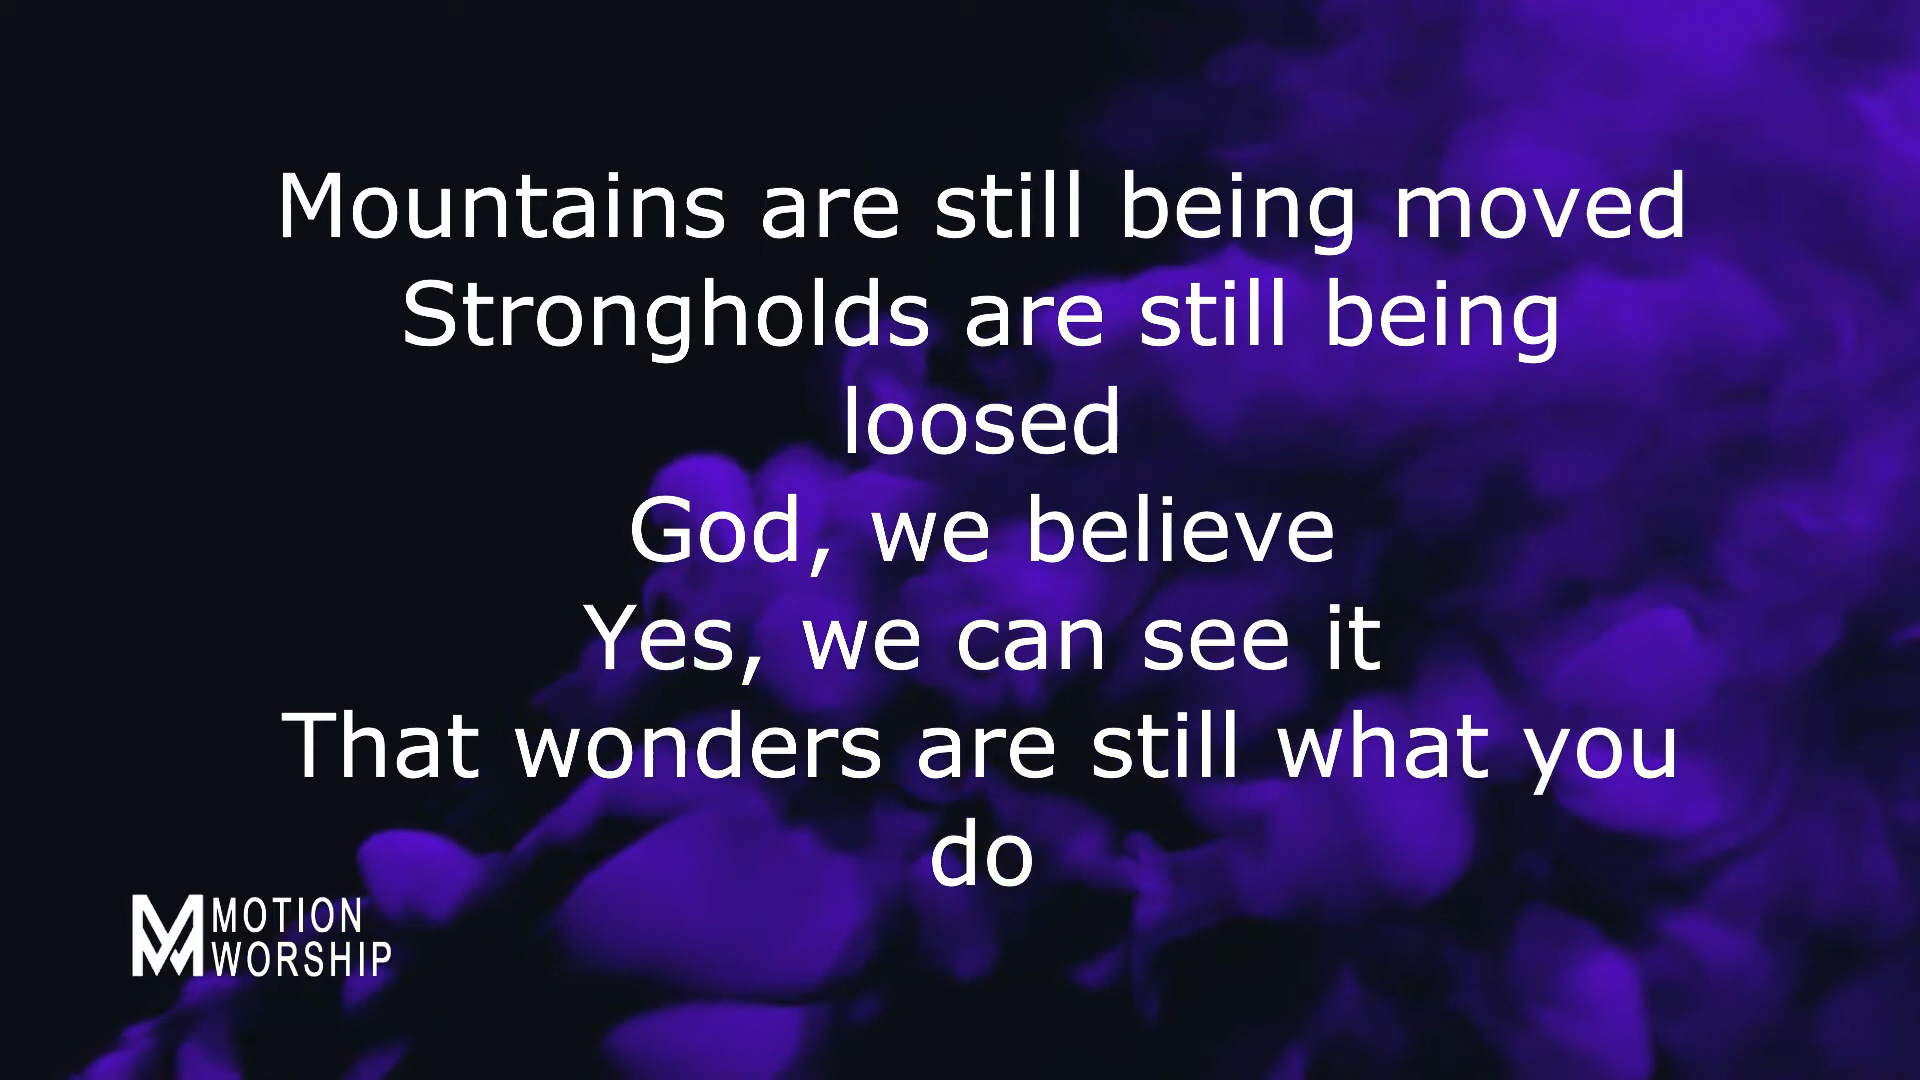 Mountains are still being moved
Strongholds are still being
loosed
God, we believe
Yes, we can see it
That wonders are still what you
do
MOTION
WORSHIP